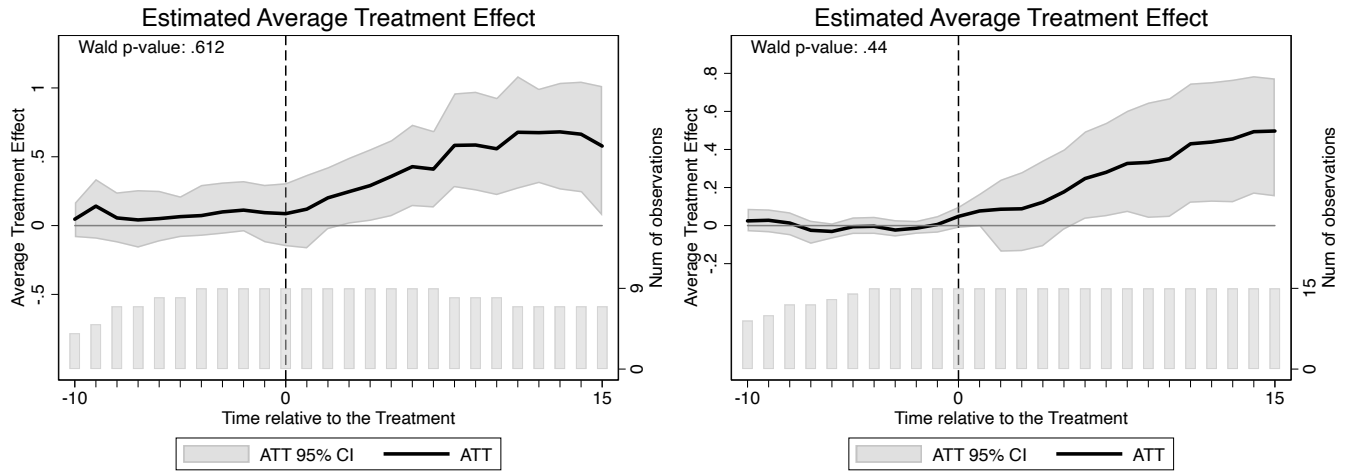 Estimated Average Treatment Effect
Wald p-value: .612
Average Treatment Effect
1
.5
0
-.5
Num of observations
9
0
-10
0
15
Time relative to the Treatment
ATT 95% CI
ATT
Estimated Average Treatment Effect
Wald p-value: .44
Average Treatment Effect
.8
.6
.4
.2
0
-.2
Num of observations
15
0
-10
0
15
Time relative to the Treatment
ATT 95% CI
ATT